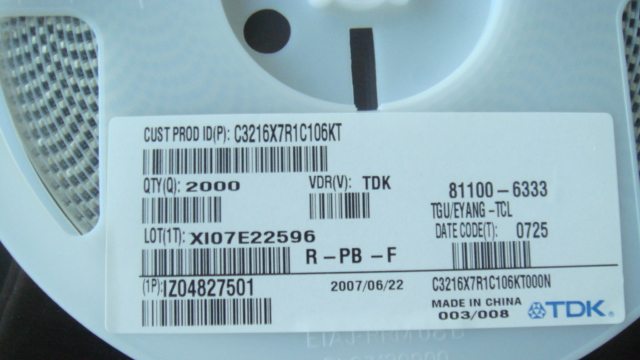 CUST PROD ID(P): C3216X7R1C106KT
QTY(Q): 2000
VDR(V): TDK
81100-6333
TGU/EYANG-TCL
LOT(1T): XI07E22596
DATE CODE(T): 0725
R-PB-F
(1P) IZ04827501
2007/06/22
C3216X7R1C106KT000N
MADE IN CHINA
003/008
TDK